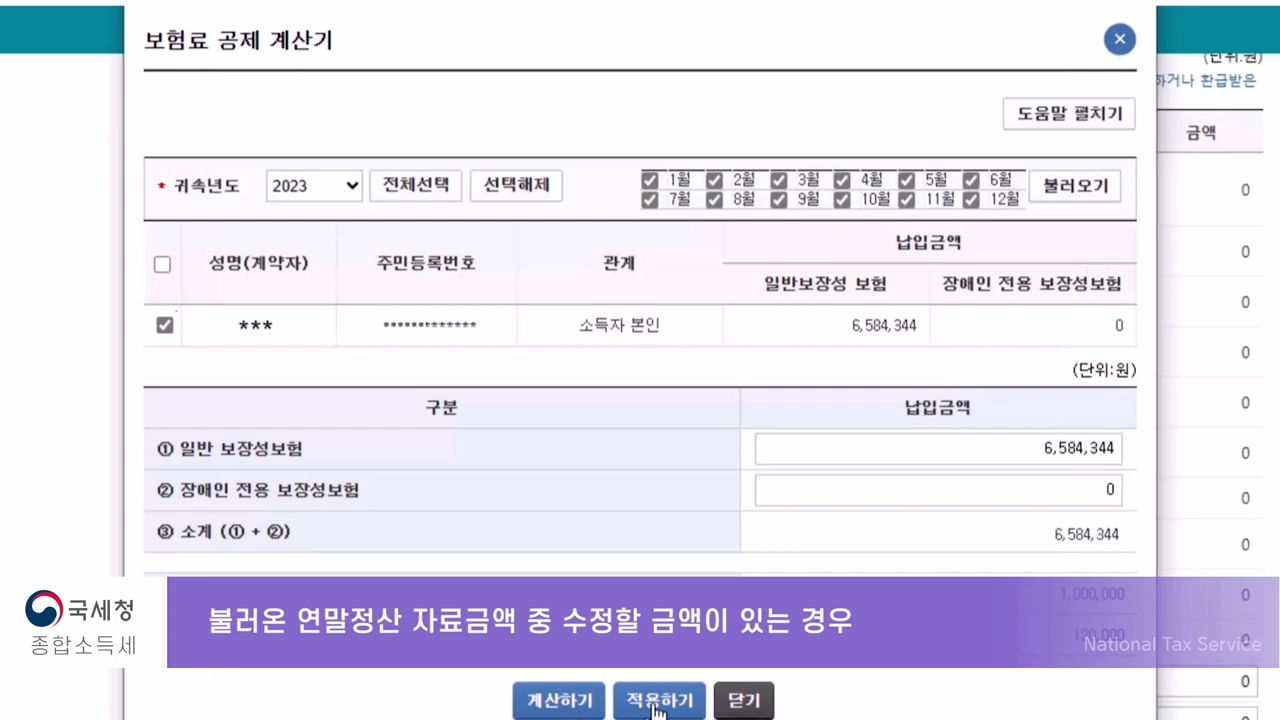 보험료 공제 계산기
(단위:원)
하거나 환급받은
도움말 펼치기
금액
* 귀속년도 2023 전체선택 선택해제 1월 2월 3월 4월 5월 6월 불러오기
7월 8월 9월 10월 11월 12월
0
성명(계약자) 주민등록번호 관계 납입금액
일반보장성 보험 장애인 전용 보장성보험
0
0
*** ************* 소득자 본인 6,584,344 0
0
(단위:원)
구분 납입금액
0
① 일반 보장성보험 6,584,344
0
② 장애인 전용 보장성보험 0
0
③ 소계 (① + ②) 6,584,344
0
국세청
종합소득세
불러온 연말정산 자료금액 중 수정할 금액이 있는 경우
1,000,000 0
120,000 0
National Tax Service
0
계산하기 적용하기 닫기